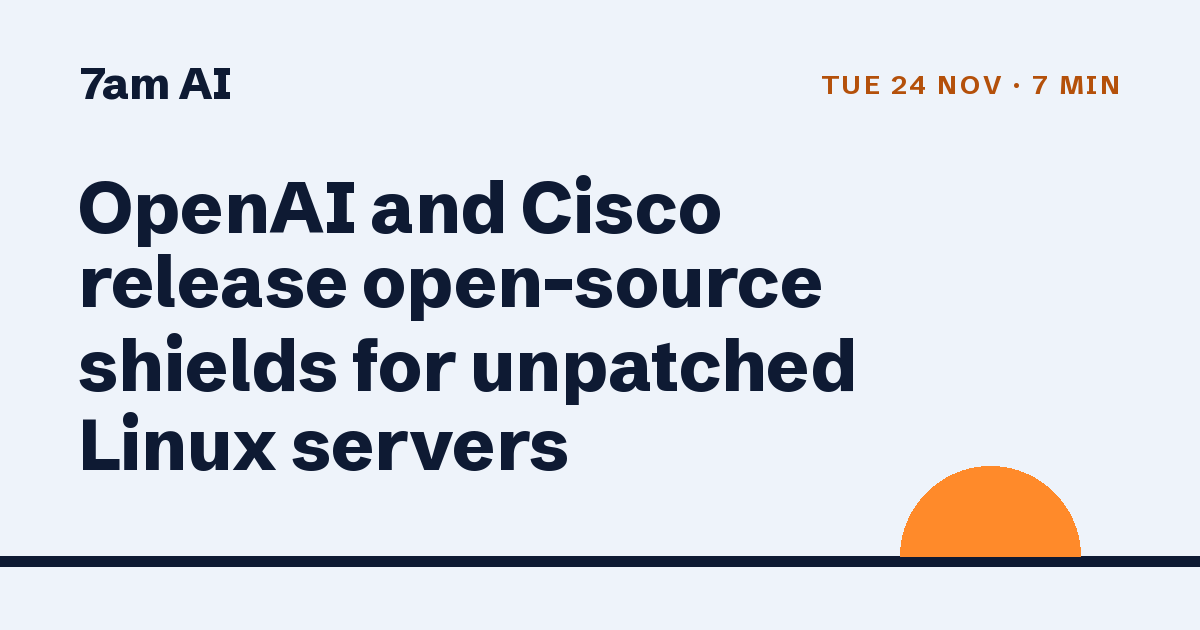 7am AI
TUE 24 NOV · 7 MIN
OpenAI and Cisco
release open-source
shields for unpatched
Linux servers